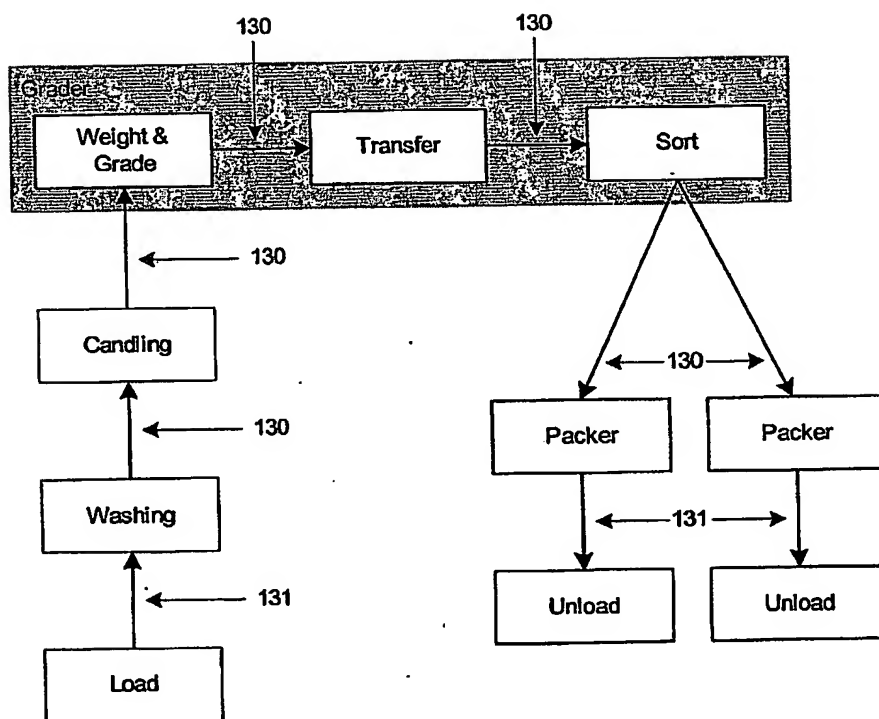 130
130
Grader
Weight &
Grade
Transfer
Sort
130
Candling
130
Packer
Packer
130
Washing
131
Unload
Unload
131
Load